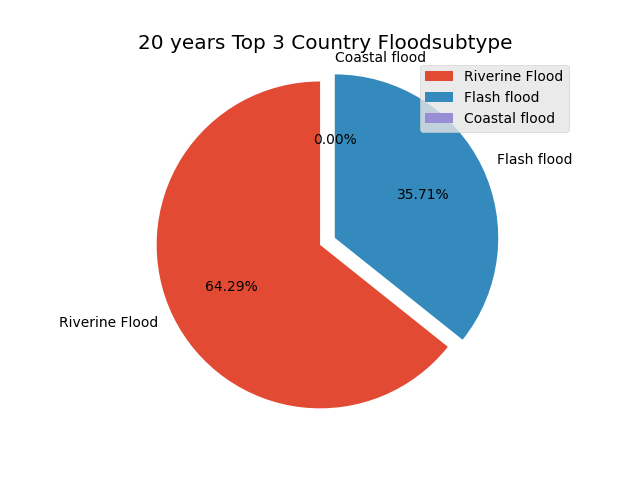 20 years Top 3 Country Floodsubtype
Coastal flood
Riverine Flood
Flash flood
Coastal flood
0.00%
Flash flood
35.71%
64.29%
Riverine Flood